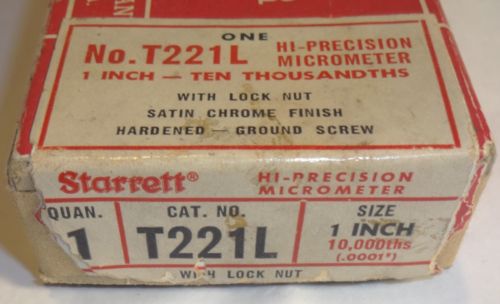 AN
ONE
No. T221L HI-PRECISION
MICROMETER
1 INCH — TEN THOUSANDTHS
WITH LOCK NUT
SATIN CHROME FINISH
HARDENED — GROUND SCREW
Starrett® HI-PRECISION
MICROMETER
QUAN. CAT. NO. SIZE
1 T221L 1 INCH
10,000ths
(.0001")
WITH LOCK NUT